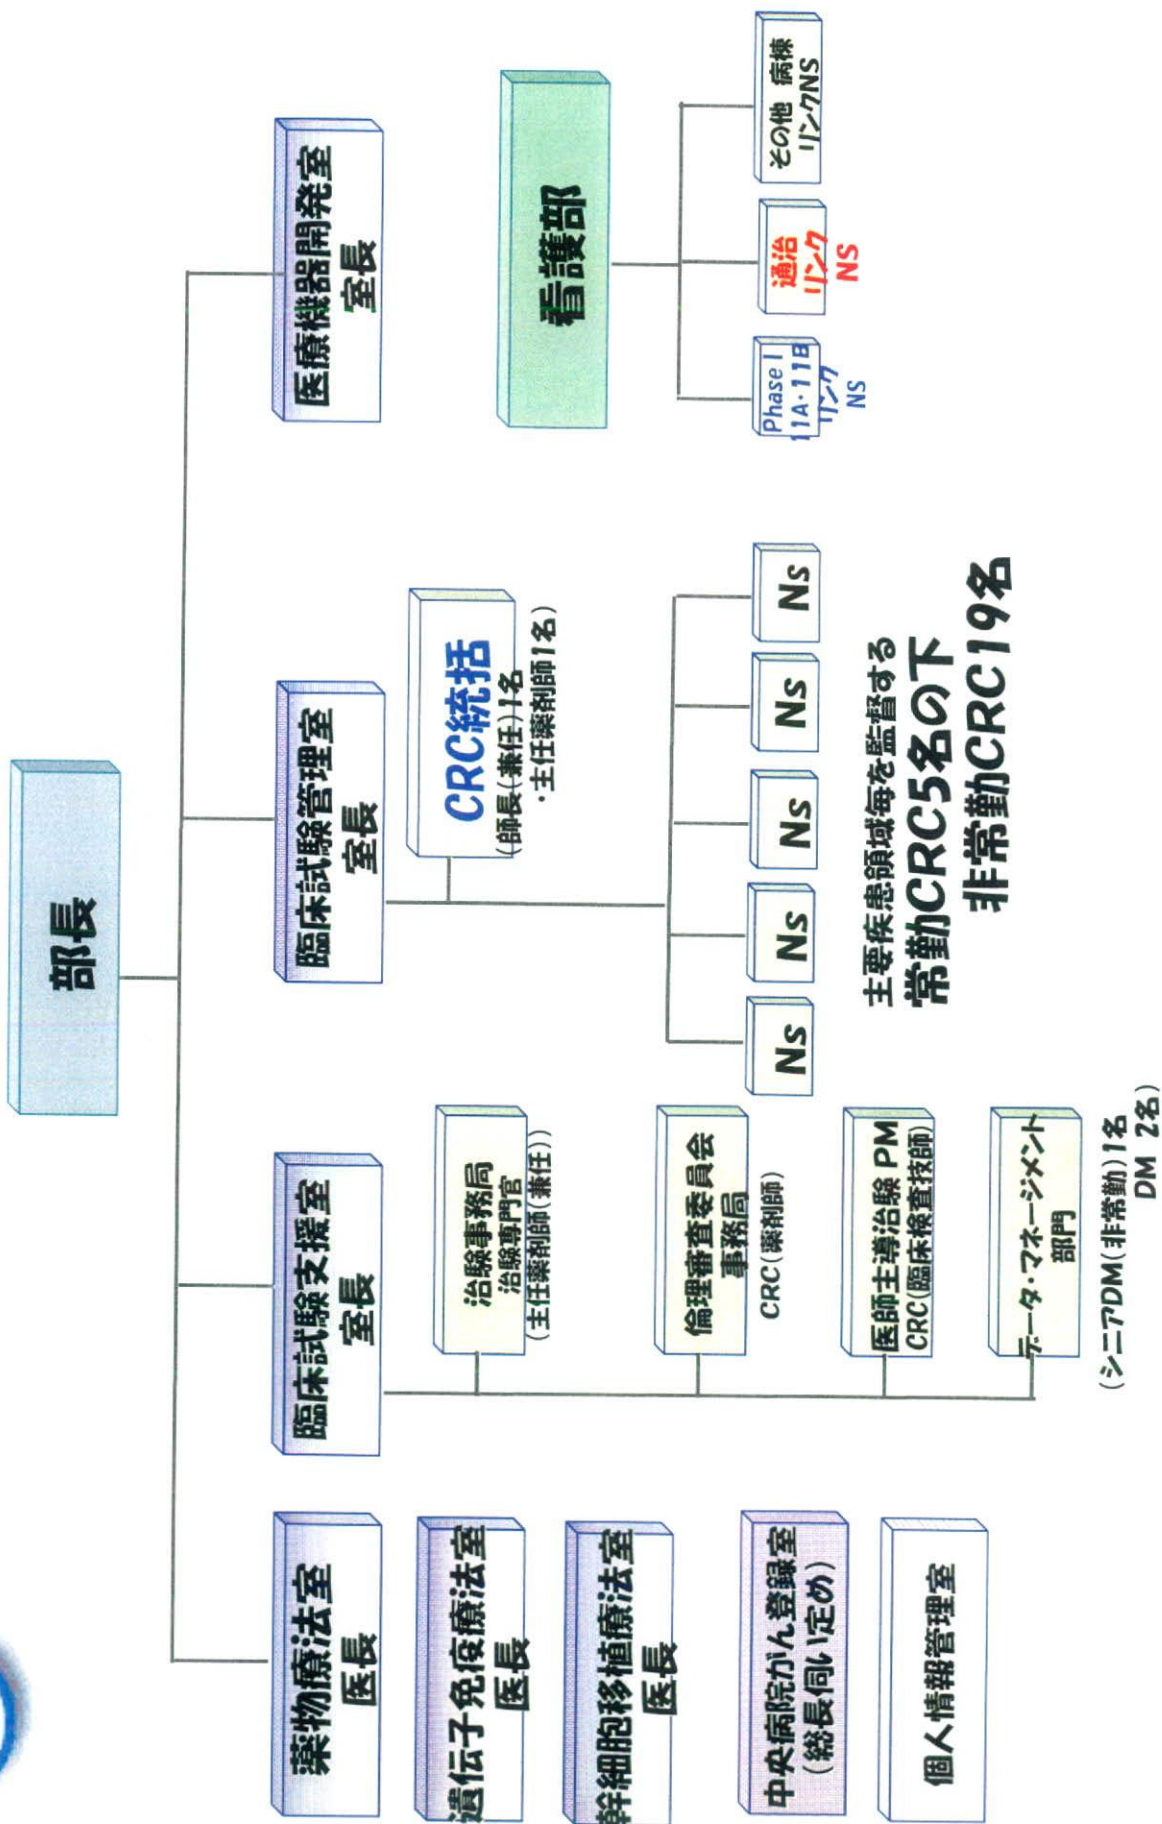 部長
薬物療法室
医長
遺伝子免疫療法室
医長
幹細胞移植療法室
医長
中央病院がん登録室
(総長伺い定め)
個人情報管理室
臨床試験支援室
室長
治験事務局
治験専門官
(主任薬剤師(兼任))
倫理審査委員会
事務局
CRC(薬剤師)
医師主導治験 PM
CRC(臨床検査技師)
データ・マネージメント
部門
(シニアDM(非常勤)1名
DM 2名)
臨床試験管理室
室長
CRC統括
(師長(兼任)1名
・主任薬剤師1名)
Ns
Ns
Ns
Ns
Ns
主要疾患領域毎を監督する
常勤CRC5名の下
非常勤CRC19名
医療機器開発室
室長
看護部
Phase I
11A・11B
リンク
NS
通治
リンク
NS
その他 病棟
リンクNS